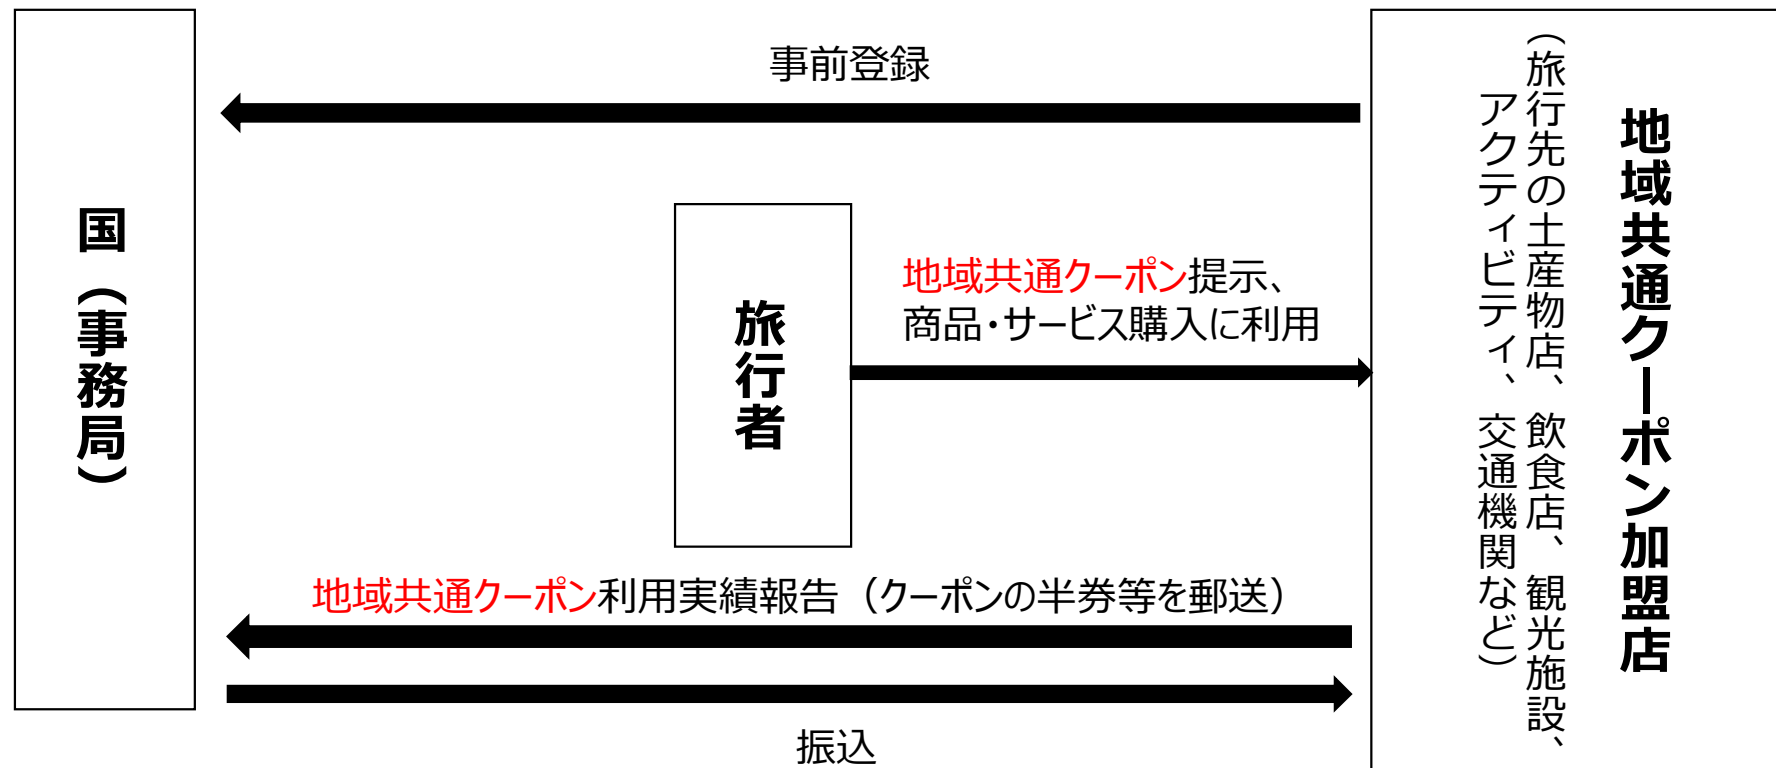 事前登録
国（事務局）
旅行者
地域共通クーポン提示、
商品・サービス購入に利用
地域共通クーポン加盟店
（旅行先の土産物店、飲食店、観光施設、
アクティビティ、交通機関など）
地域共通クーポン利用実績報告（クーポンの半券等を郵送）
振込